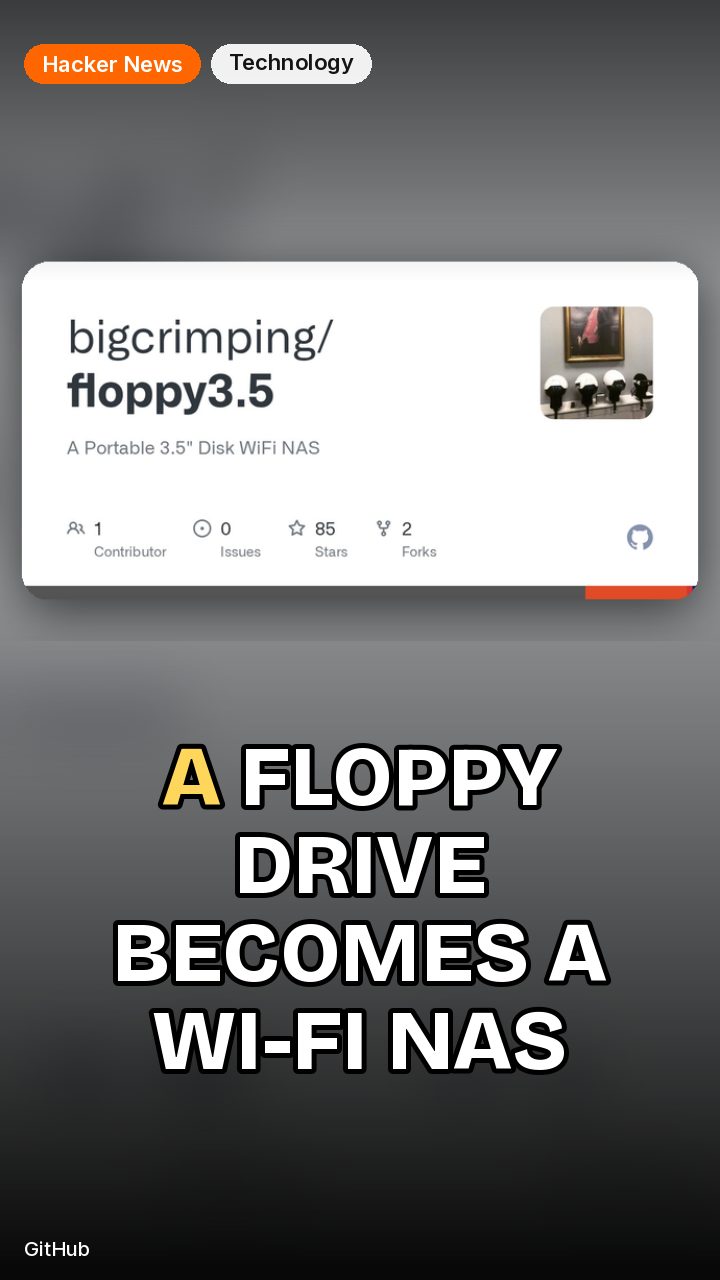 Hacker News
Technology
bigcrimping/
floppy3.5
A Portable 3.5" Disk WiFi NAS
1
Contributor
0
Issues
85
Stars
2
Forks
A FLOPPY
DRIVE
BECOMES A
WI-FI NAS
GitHub